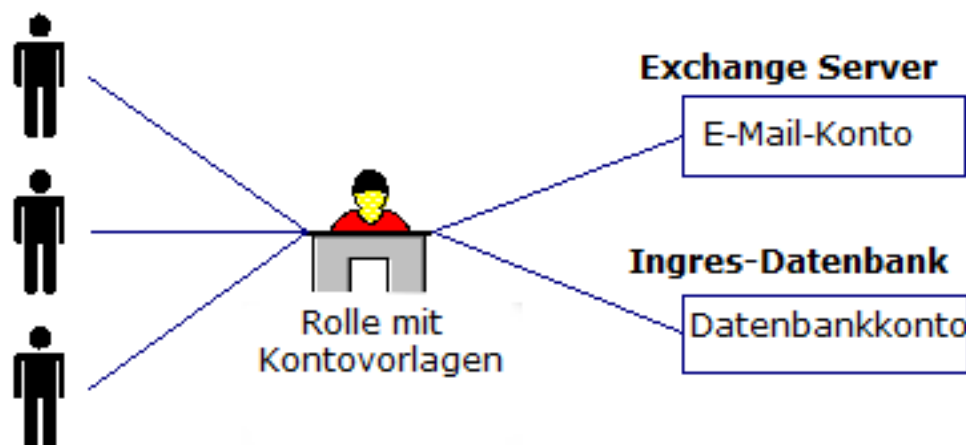 Exchange Server
E-Mail-Konto
Ingres-Datenbank
Datenbankkonto
Rolle mit
Kontovorlagen